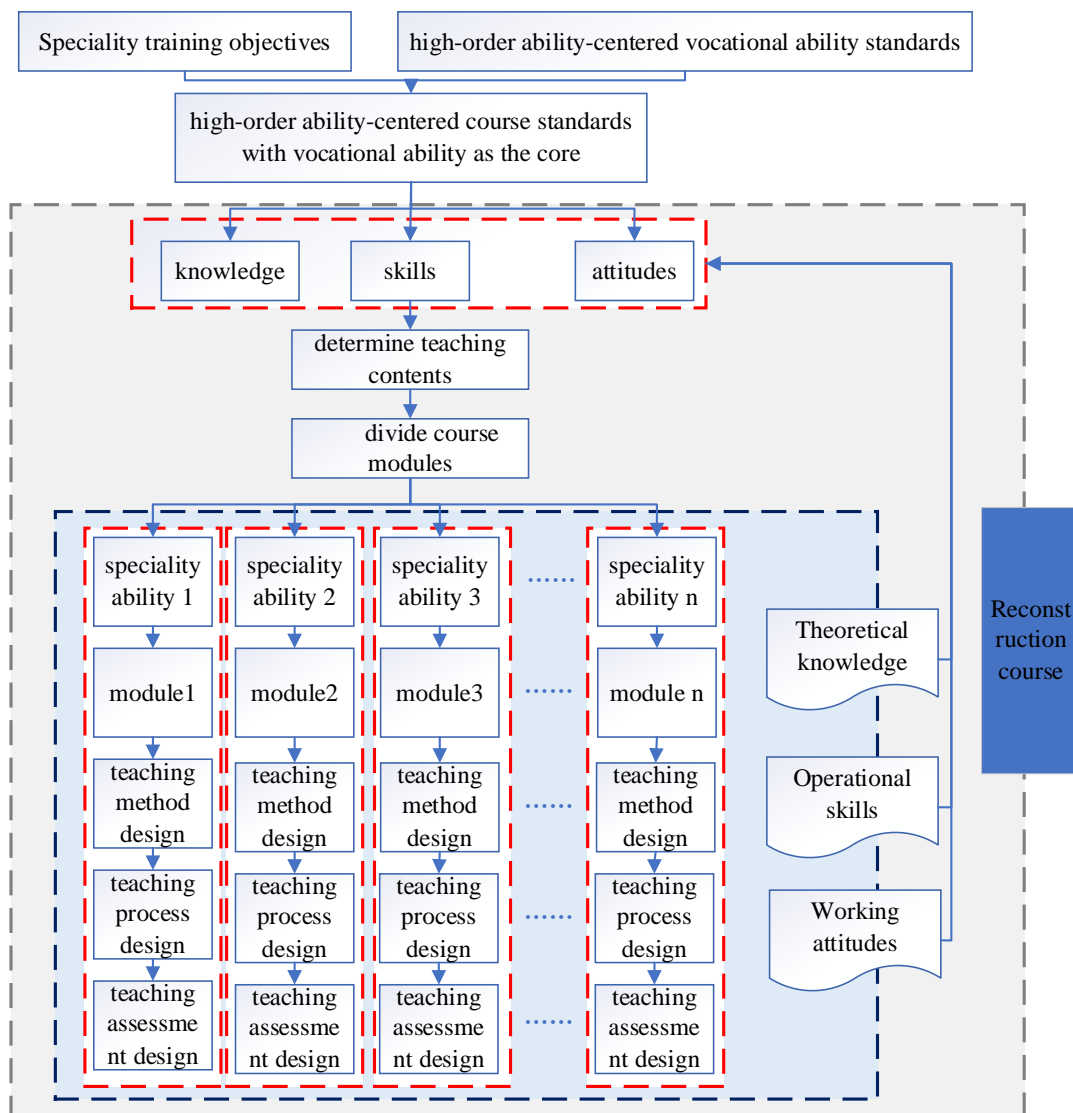 Speciality training objectives
high-order ability-centered vocational ability standards
high-order ability-centered course standards
with vocational ability as the core
knowledge
skills
attitudes
determine teaching
contents
divide course
modules
speciality
ability 1
speciality
ability 2
speciality
ability 3
......
speciality
ability n
module1
module2
module3
......
module n
teaching
method
design
teaching
method
design
teaching
method
design
......
teaching
method
design
teaching
process
design
teaching
process
design
teaching
process
design
......
teaching
process
design
teaching
assessme
nt design
teaching
assessme
nt design
teaching
assessme
nt design
......
teaching
assessme
nt design
Theoretical
knowledge
Operational
skills
Working
attitudes
Reconst
ruction
course